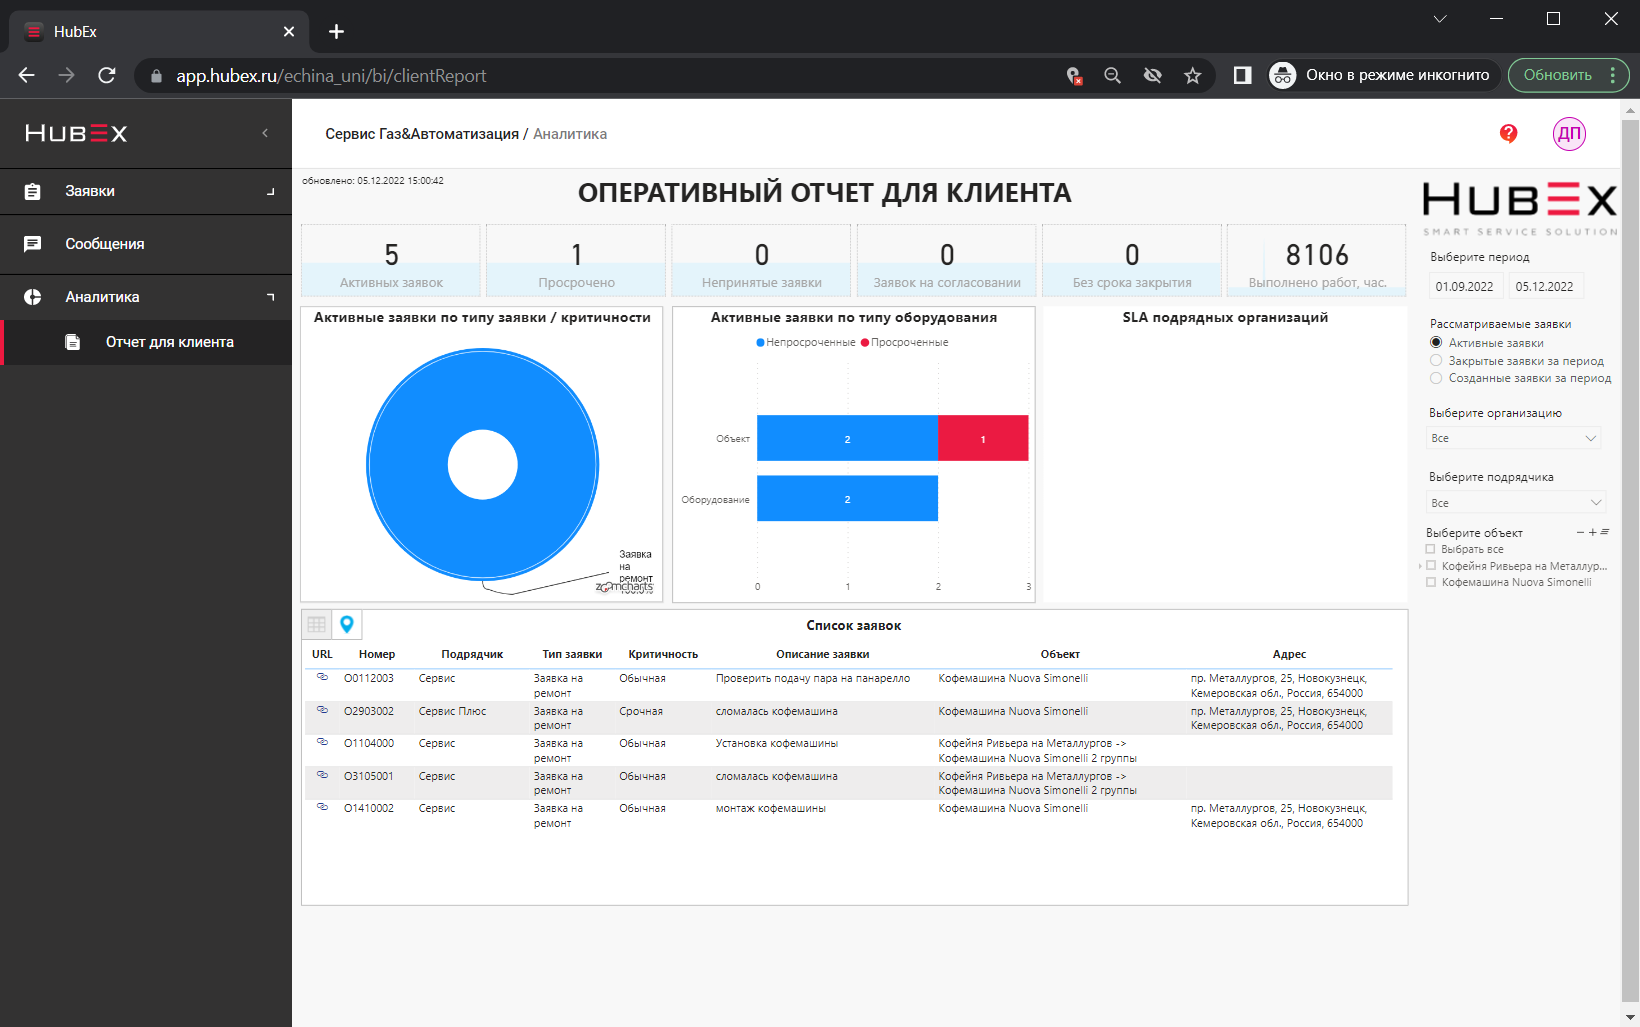 HubEx
app.hubex.ru/echina_uni/bi/clientReport
Окно в режиме инкогнито
Обновить
HUBEX
Сервис Газ&Автоматизация / Аналитика
ДП
Заявки
Сообщения
Аналитика
Отчет для клиента
обновлено: 05.12.2022 15:00:42
ОПЕРАТИВНЫЙ ОТЧЕТ ДЛЯ КЛИЕНТА
5
Активных заявок
1
Просрочено
0
Непринятые заявки
0
Заявок на согласовании
0
Без срока закрытия
8106
Выполнено работ, час.
HUBEX
SMART SERVICE SOLUTION
Выберите период
01.09.2022 05.12.2022
Рассматриваемые заявки
Активные заявки
Закрытые заявки за период
Созданные заявки за период
Выберите организацию
Все
Выберите подрядчика
Все
Выберите объект
Выбрать все
Кофейня Ривьера на Металлур...
Кофемашина Nuova Simonelli
Активные заявки по типу заявки / критичности
Заявка
на
ремонт
zoomcharts
Активные заявки по типу оборудования
Непросроченные Просроченные
Объект 2 1
Оборудование 2
0 1 2 3
SLA подрядных организаций
Список заявок
URL Номер Подрядчик Тип заявки Критичность Описание заявки Объект Адрес
O0112003 Сервис Заявка на Обычная Проверить подачу пара на панарелло Кофемашина Nuova Simonelli пр. Металлургов, 25, Новокузнецк,
ремонт Кемеровская обл., Россия, 654000
O2903002 Сервис Плюс Заявка на Срочная сломалась кофемашина Кофемашина Nuova Simonelli пр. Металлургов, 25, Новокузнецк,
ремонт Кемеровская обл., Россия, 654000
O1104000 Сервис Заявка на Обычная Установка кофемашины Кофейня Ривьера на Металлургов ->
ремонт Кофемашина Nuova Simonelli 2 группы
O3105001 Сервис Заявка на Обычная сломалась кофемашина Кофейня Ривьера на Металлургов ->
ремонт Кофемашина Nuova Simonelli 2 группы
O1410002 Сервис Заявка на Обычная монтаж кофемашины Кофемашина Nuova Simonelli пр. Металлургов, 25, Новокузнецк,
ремонт Кемеровская обл., Россия, 654000